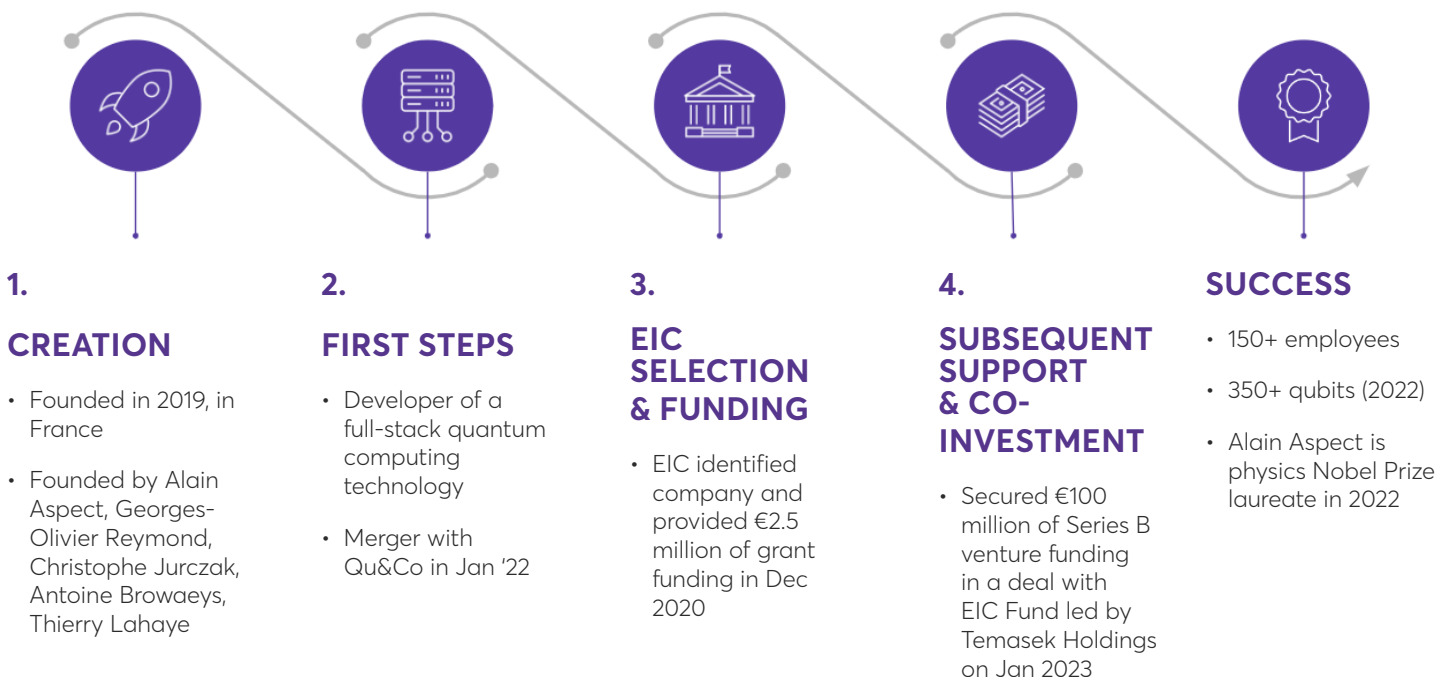 1.
CREATION
• Founded in 2019, in
France
• Founded by Alain
Aspect, Georges-
Olivier Reymond,
Christophe Jurczak,
Antoine Browaeys,
Thierry Lahaye
2.
FIRST STEPS
• Developer of a
full-stack quantum
computing
technology
• Merger with
Qu&Co in Jan '22
3.
EIC
SELECTION
& FUNDING
• EIC identified
company and
provided €2.5
million of grant
funding in Dec
2020
4.
SUBSEQUENT
SUPPORT
& CO-
INVESTMENT
• Secured €100
million of Series B
venture funding
in a deal with
EIC Fund led by
Temasek Holdings
on Jan 2023
SUCCESS
• 150+ employees
• 350+ qubits (2022)
• Alain Aspect is
physics Nobel Prize
laureate in 2022